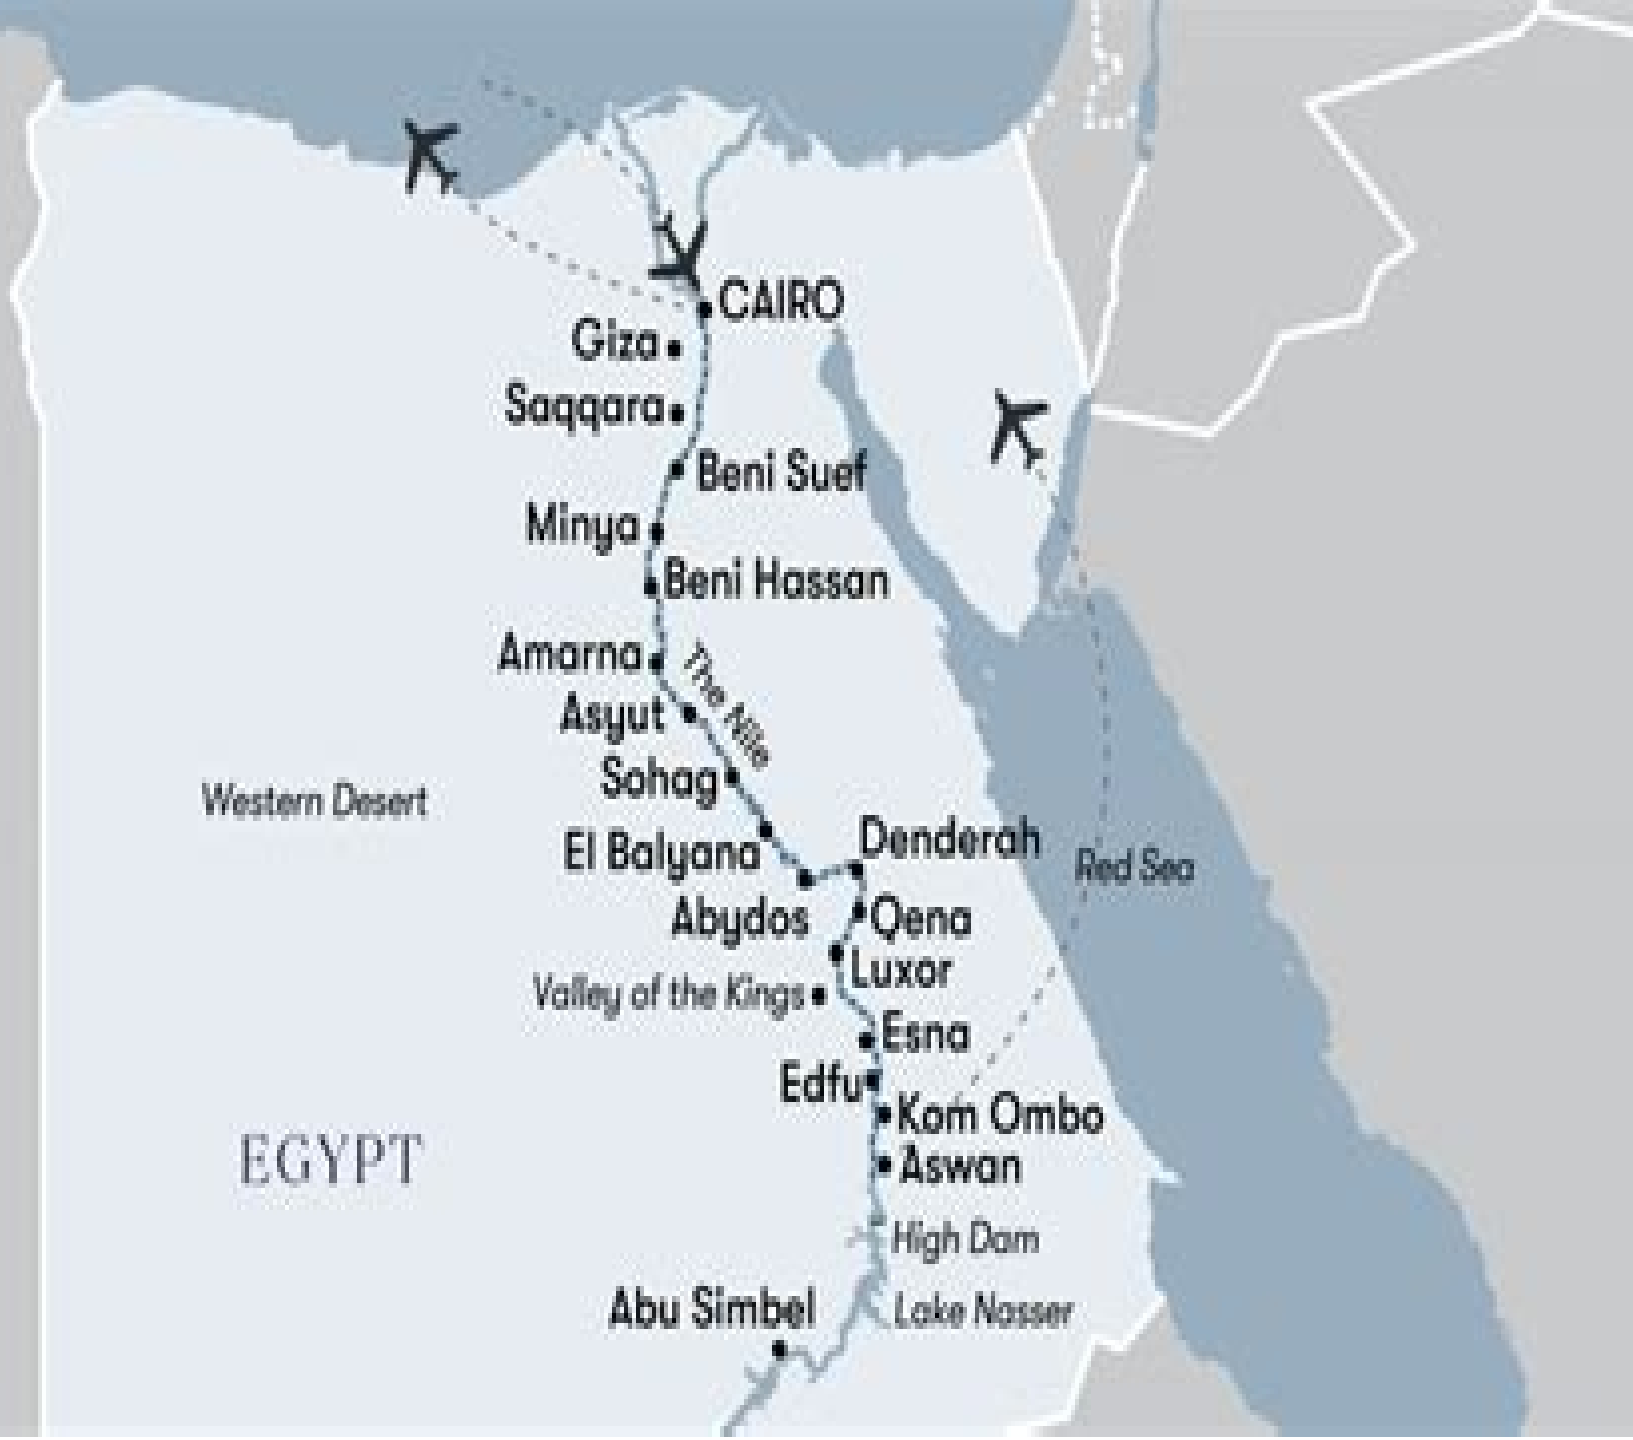 CAIRO
Giza
Saqqara
Beni Suef
Minya
Beni Hassan
Amarna
The Nile
Asyut
Sohag
Western Desert
El Balyana
Denderah
Red Sea
Abydos
Qena
Luxor
Valley of the Kings
Esna
Edfu
Kom Ombo
EGYPT
Aswan
High Dam
Abu Simbel
Lake Nasser